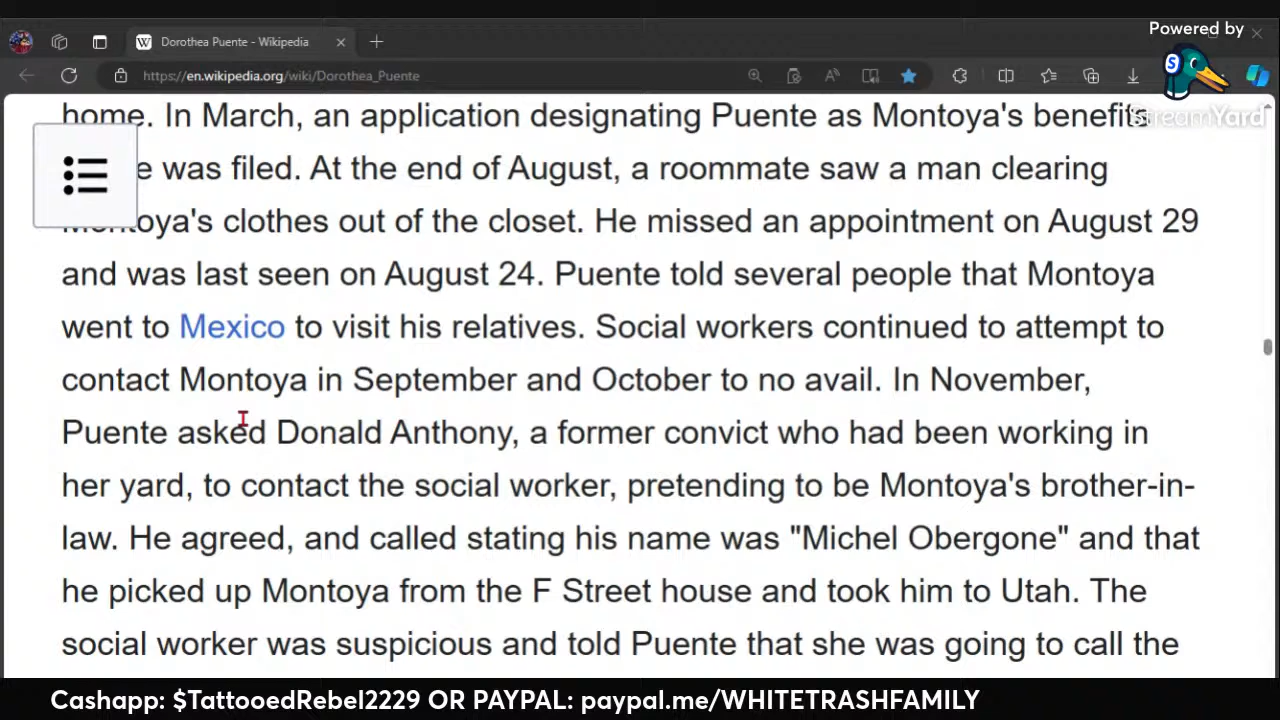 Powered by
Dorothea Puente - Wikipedia
https://en.wikipedia.org/wiki/Dorothea_Puente
StreamYard
home. In March, an application designating Puente as Montoya's benefits
e was filed. At the end of August, a roommate saw a man clearing
Montoya's clothes out of the closet. He missed an appointment on August 29
and was last seen on August 24. Puente told several people that Montoya
went to Mexico to visit his relatives. Social workers continued to attempt to
contact Montoya in September and October to no avail. In November,
Puente asked Donald Anthony, a former convict who had been working in
her yard, to contact the social worker, pretending to be Montoya's brother-in-
law. He agreed, and called stating his name was "Michel Obergone" and that
he picked up Montoya from the F Street house and took him to Utah. The
social worker was suspicious and told Puente that she was going to call the
Cashapp: $TattooedRebel2229 OR PAYPAL: paypal.me/WHITETRASHFAMILY